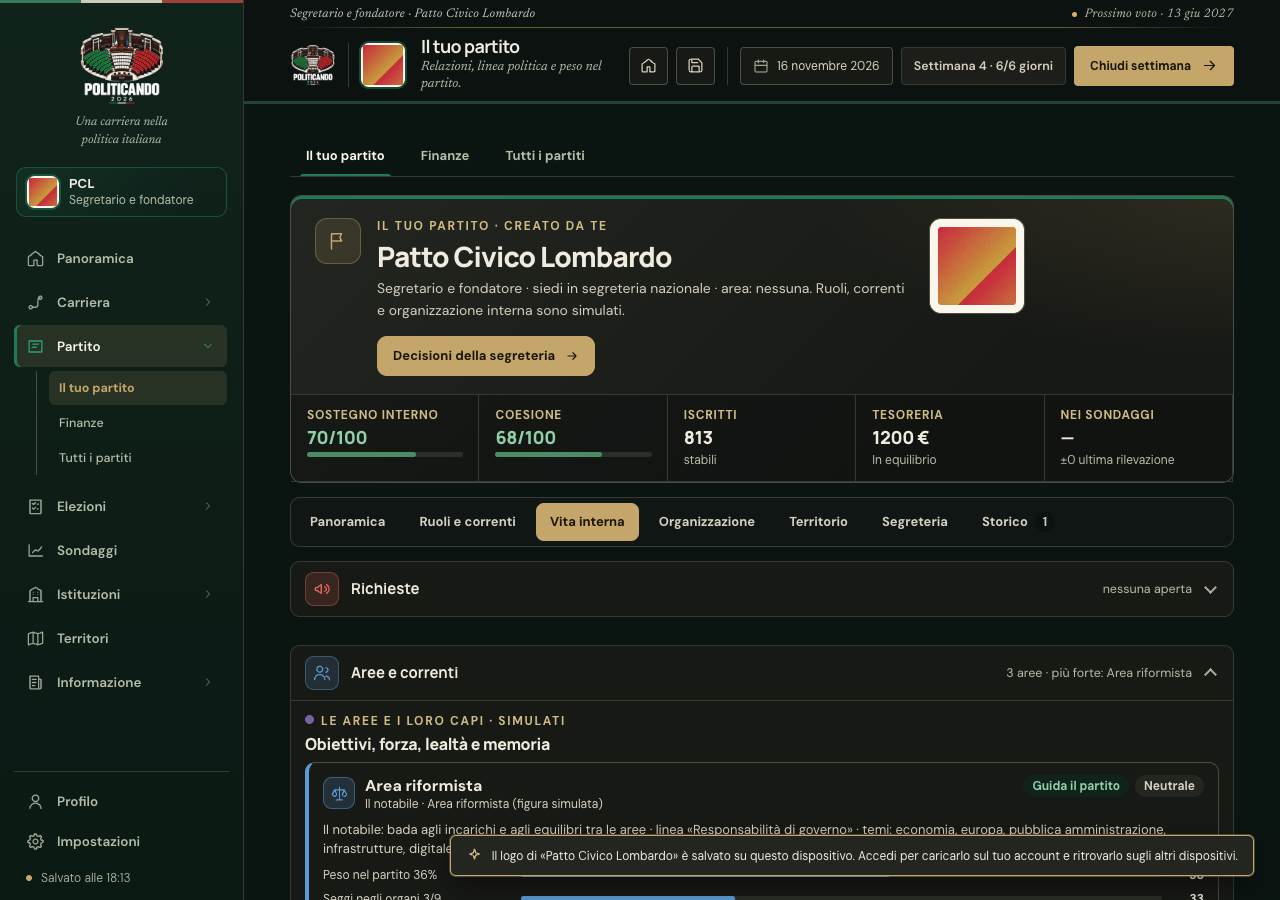 Segretario e fondatore · Patto Civico Lombardo
Prossimo voto · 13 giu 2027
POLITICANDO
2026
Una carriera nella
politica italiana
PCL
Segretario e fondatore
Panoramica
Carriera
Partito
Il tuo partito
Finanze
Tutti i partiti
Elezioni
Sondaggi
Istituzioni
Territori
Informazione
Profilo
Impostazioni
Salvato alle 18:13
POLITICANDO
Il tuo partito
Relazioni, linea politica e peso nel
partito.
16 novembre 2026
Settimana 4 · 6/6 giorni
Chiudi settimana
Il tuo partito
Finanze
Tutti i partiti
IL TUO PARTITO · CREATO DA TE
Patto Civico Lombardo
Segretario e fondatore · siedi in segreteria nazionale · area: nessuna. Ruoli, correnti
e organizzazione interna sono simulati.
Decisioni della segreteria
SOSTEGNO INTERNO
70/100
COESIONE
68/100
ISCRITTI
813
stabili
TESORERIA
1200 €
In equilibrio
NEI SONDAGGI
—
±0 ultima rilevazione
Panoramica
Ruoli e correnti
Vita interna
Organizzazione
Territorio
Segreteria
Storico 1
Richieste
nessuna aperta
Aree e correnti
3 aree · più forte: Area riformista
LE AREE E I LORO CAPI · SIMULATI
Obiettivi, forza, lealtà e memoria
Area riformista
Il notabile · Area riformista (figura simulata)
Guida il partito
Neutrale
Il notabile: bada agli incarichi e agli equilibri tra le aree · linea «Responsabilità di governo» · temi: economia, europa, pubblica amministrazione,
infrastrutture, digitale
Il logo di «Patto Civico Lombardo» è salvato su questo dispositivo. Accedi per caricarlo sul tuo account e ritrovarlo sugli altri dispositivi.
Peso nel partito 36%
Seggi negli organi 3/9
33